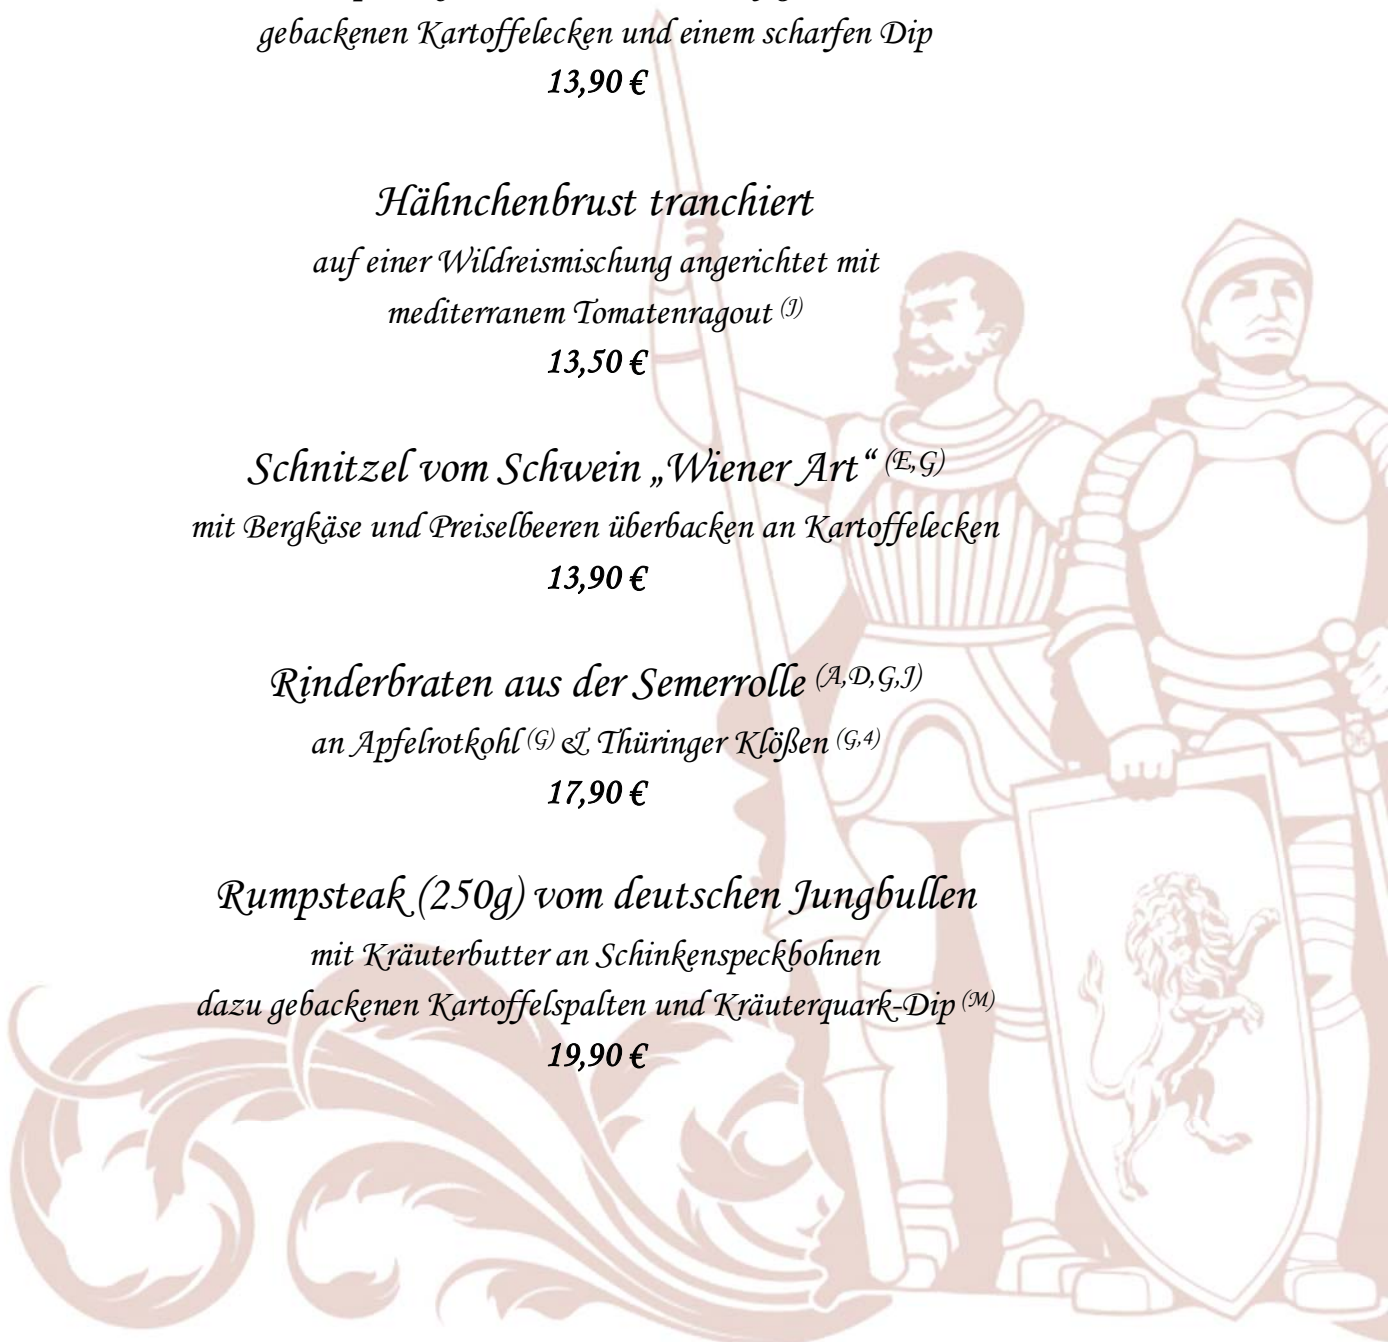 gebackenen Kartoffelecken und einem scharfen Dip
13,90 €
Hähnchenbrust tranchiert
auf einer Wildreismischung angerichtet mit
mediterranem Tomatenragout (J)
13,50 €
Schnitzel vom Schwein „Wiener Art“ (E,G)
mit Bergkäse und Preiselbeeren überbacken an Kartoffelecken
13,90 €
Rinderbraten aus der Semerrolle (A,D,G,J)
an Apfelrotkohl (G) & Thüringer Klößen (G,4)
17,90 €
Rumpsteak (250g) vom deutschen Jungbullen
mit Kräuterbutter an Schinkenspeckbohnen
dazu gebackenen Kartoffelspalten und Kräuterquark-Dip (M)
19,90 €